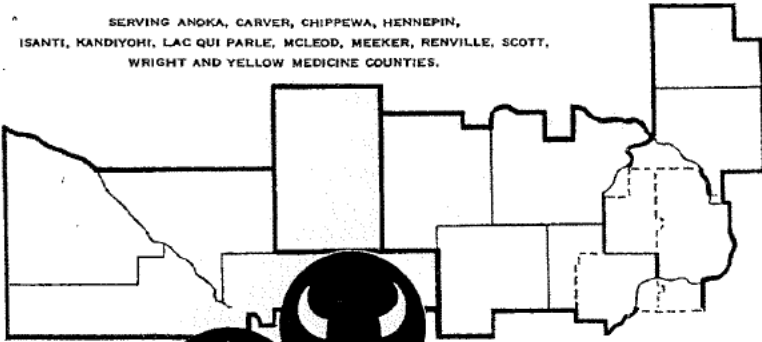 SERVING ANOKA, CARVER, CHIPPEWA, HENNEPIN,
ISANTI, KANDIYOHI, LAC QUI PARLE, MCLEOD, MEEKER, RENVILLE, SCOTT,
WRIGHT AND YELLOW MEDICINE COUNTIES.